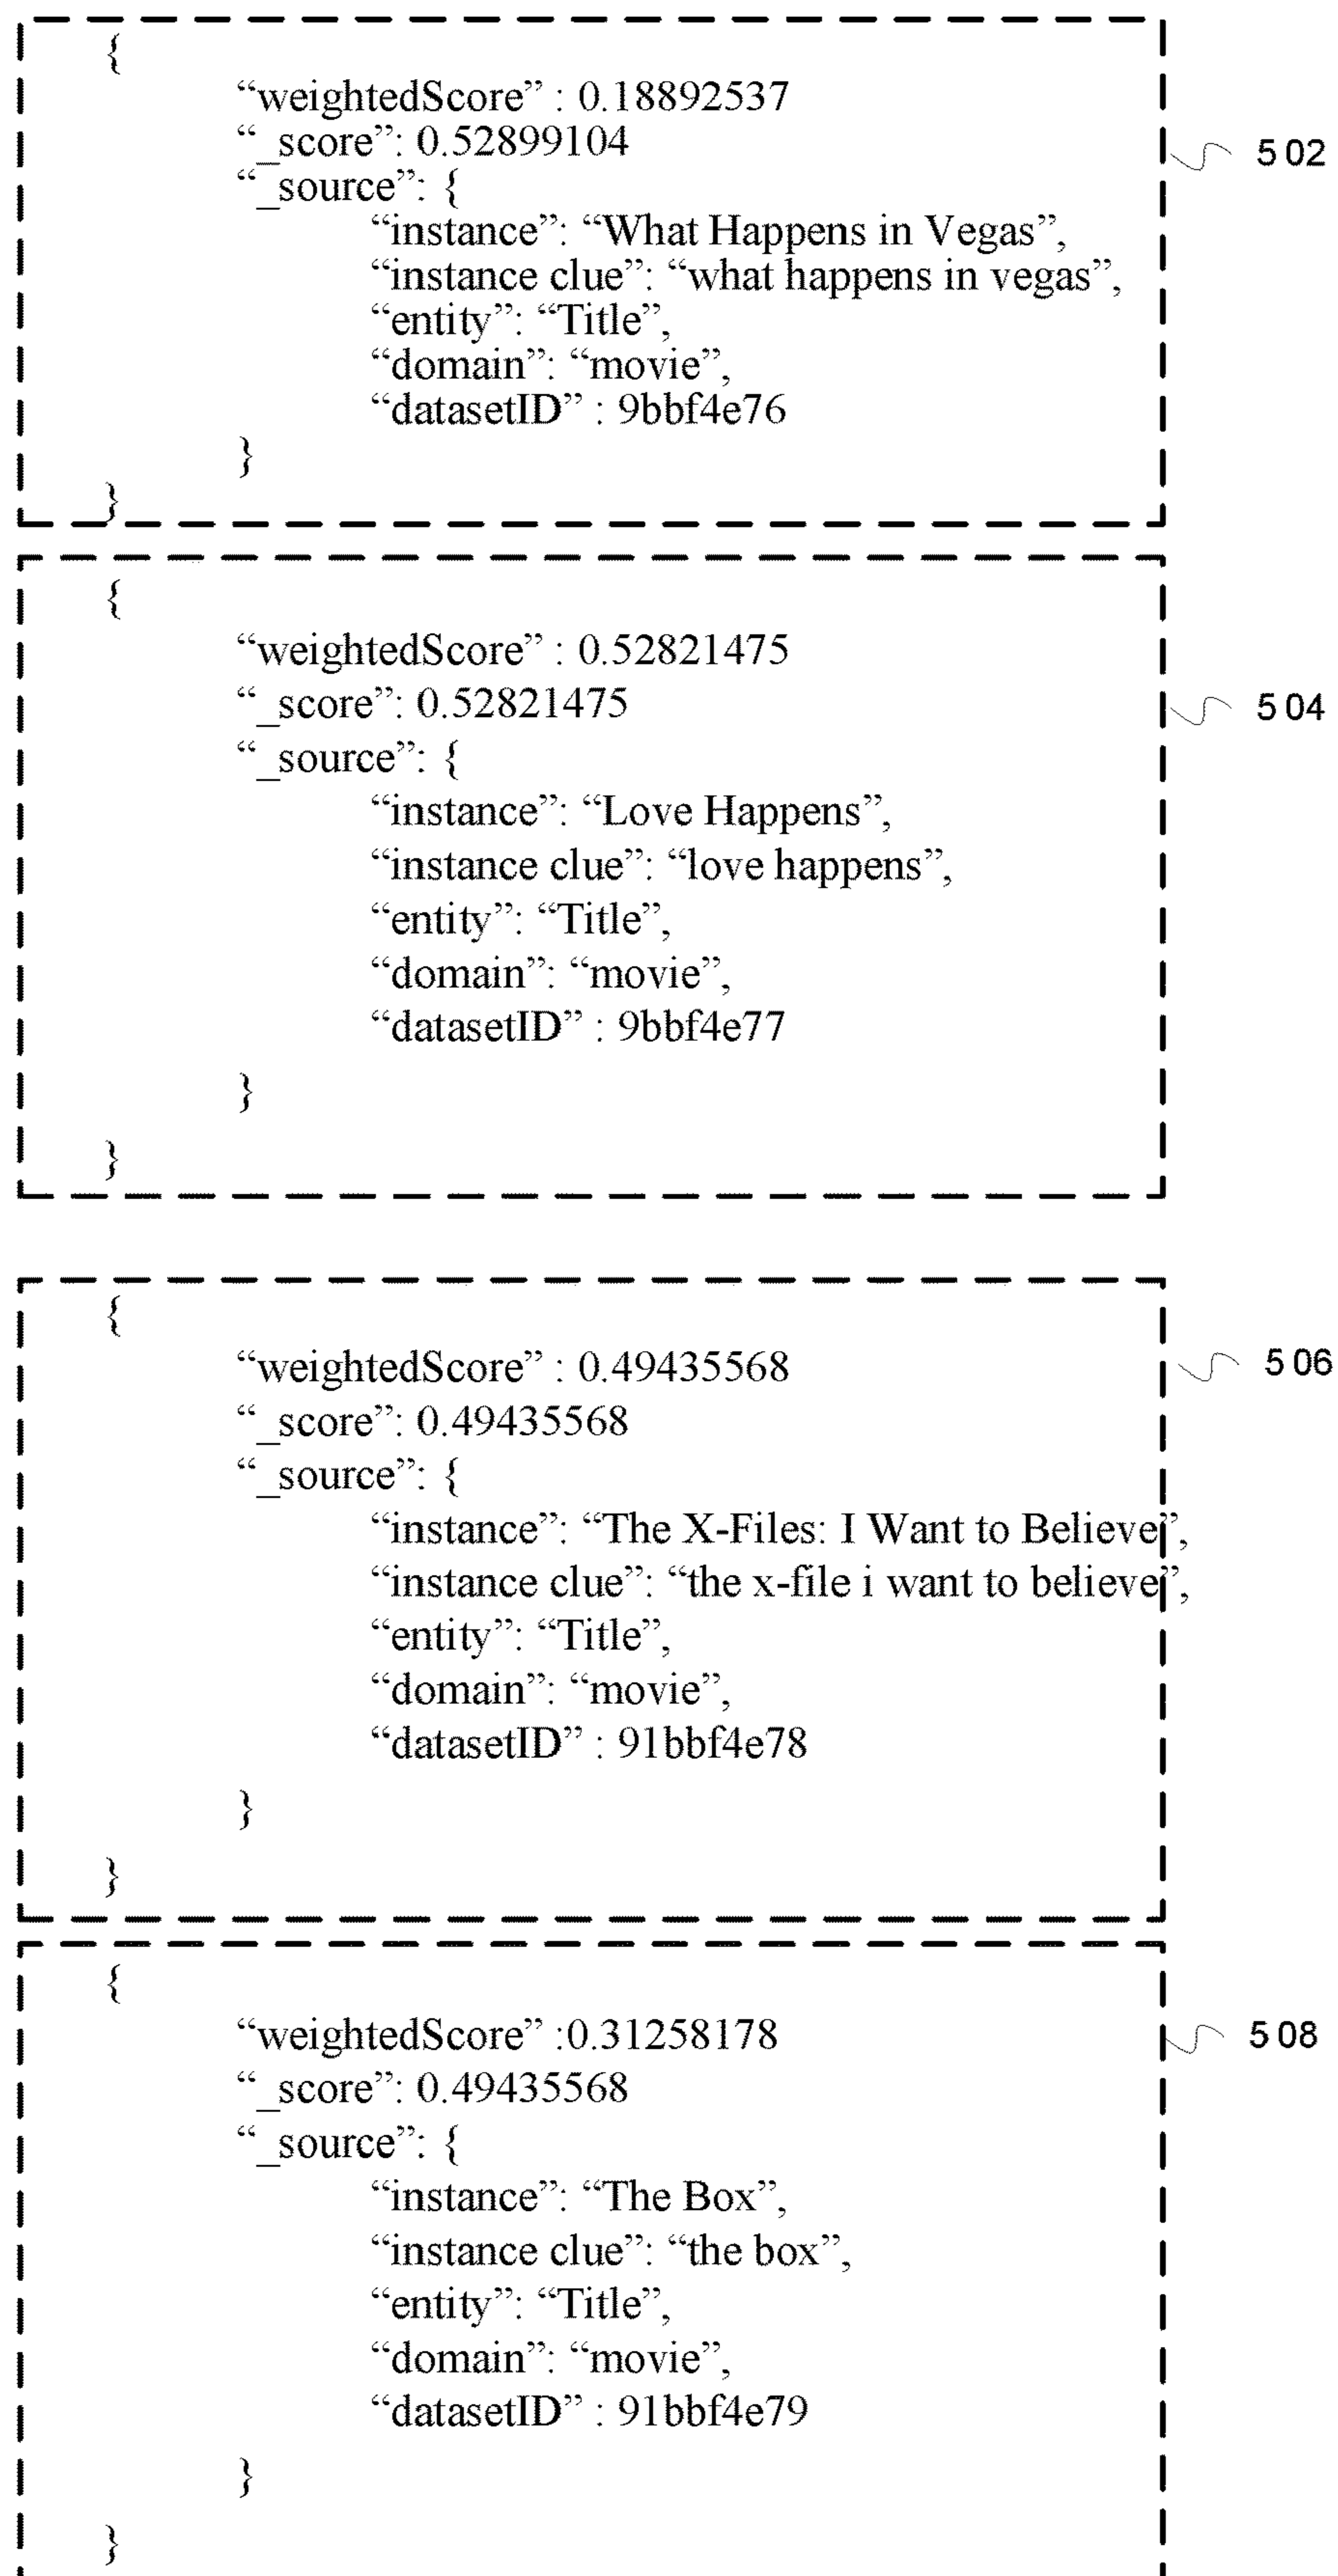 {
“weightedScore” : 0.18892537
“_score”: 0.52899104
502
“_source”: {
“instance”: “What Happens in Vegas”,
“instance clue”: “what happens in vegas”,
“entity”: “Title”,
“domain”: “movie”,
“datasetID” : 9bbf4e76
}
}
{
“weightedScore” : 0.52821475
“_score”: 0.52821475
504
“_source”: {
“instance”: “Love Happens”,
“instance clue”: “love happens”,
“entity”: “Title”,
“domain”: “movie”,
“datasetID” : 9bbf4e77
}
}
{
“weightedScore” : 0.49435568
506
“_score”: 0.49435568
“_source”: {
“instance”: “The X-Files: I Want to Believe”,
“instance clue”: “the x-file i want to believe”,
“entity”: “Title”,
“domain”: “movie”,
“datasetID” : 91bbf4e78
}
}
{
“weightedScore” :0.31258178
508
“_score”: 0.49435568
“_source”: {
“instance”: “The Box”,
“instance clue”: “the box”,
“entity”: “Title”,
“domain”: “movie”,
“datasetID” : 91bbf4e79
}
}